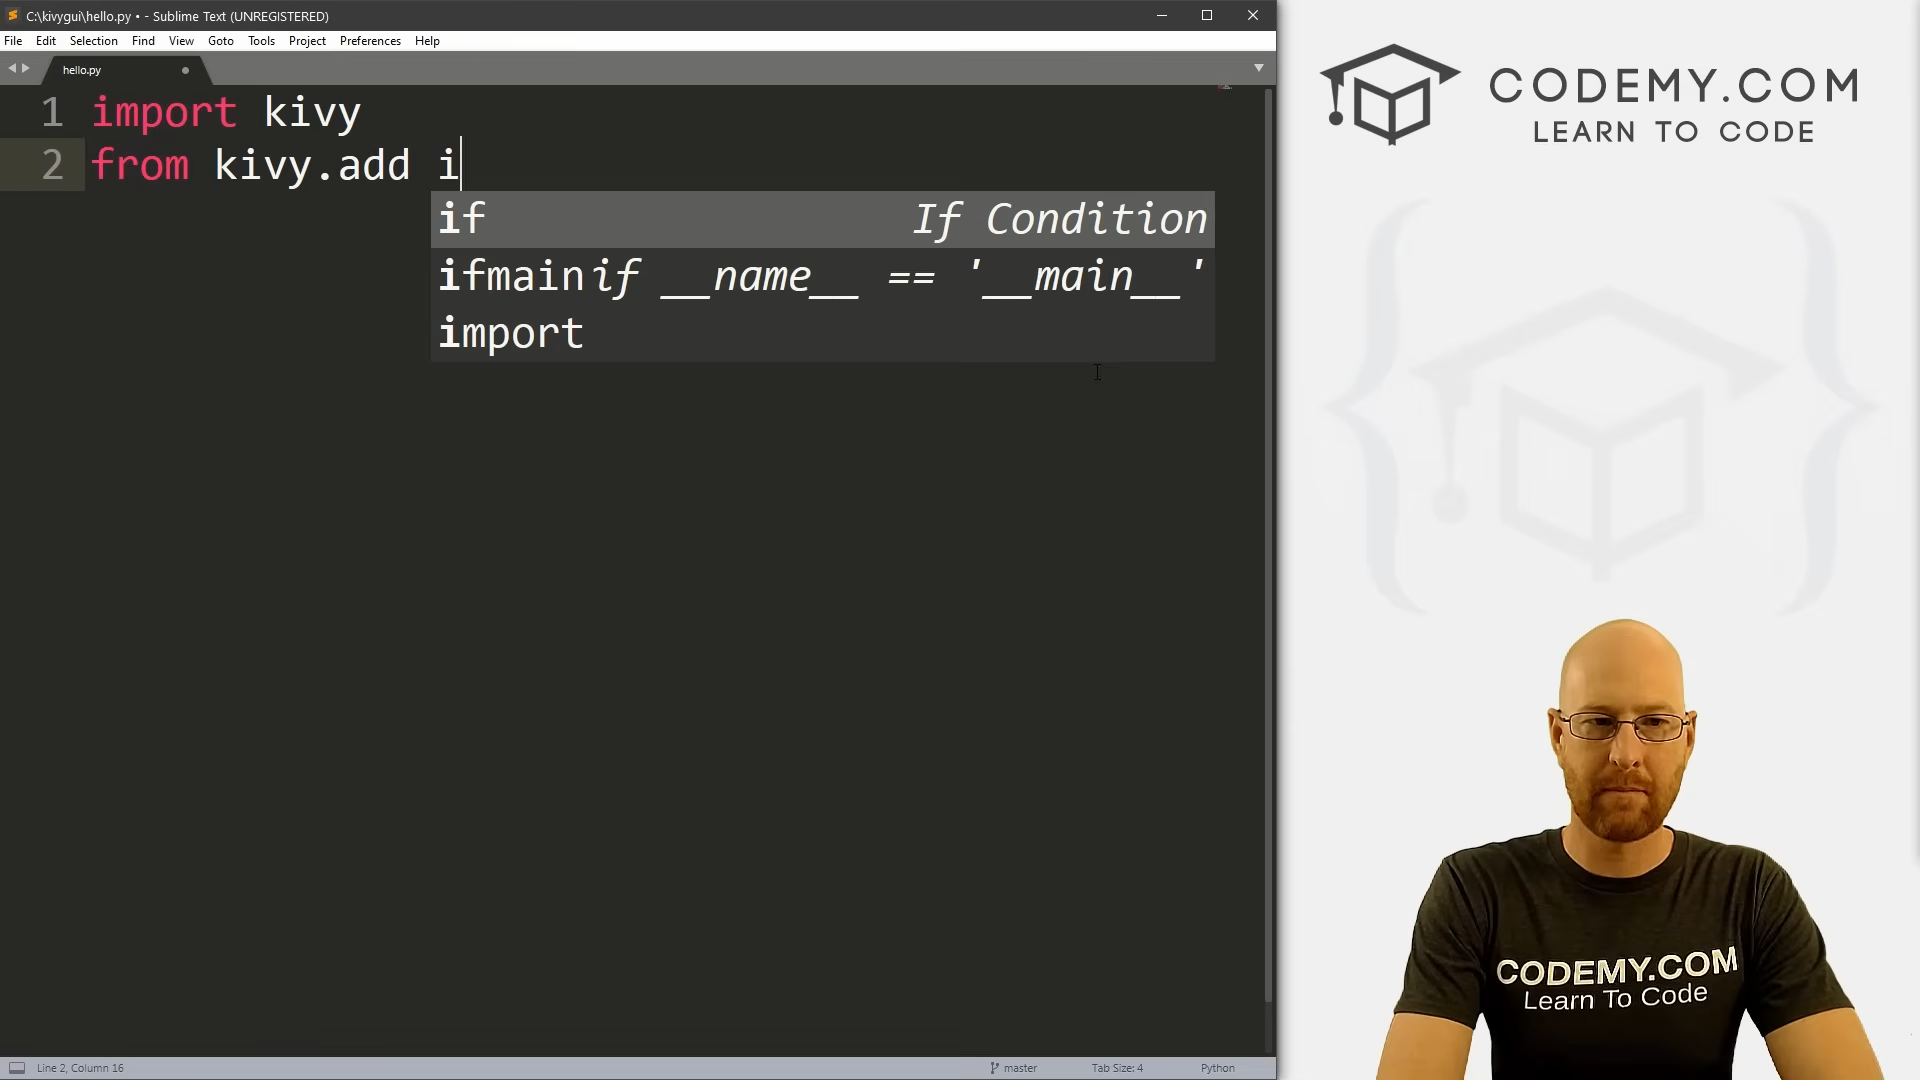 C:\kivygui\hello.py • - Sublime Text (UNREGISTERED)
File Edit Selection Find View Goto Tools Project Preferences Help
hello.py
1 import kivy
2 from kivy.add i
if If Condition
ifmain if __name__ == '__main__'
import
Line 2, Column 16
master
Tab Size: 4
Python
CODEMY.COM
LEARN TO CODE
CODEMY.COM
Learn To Code